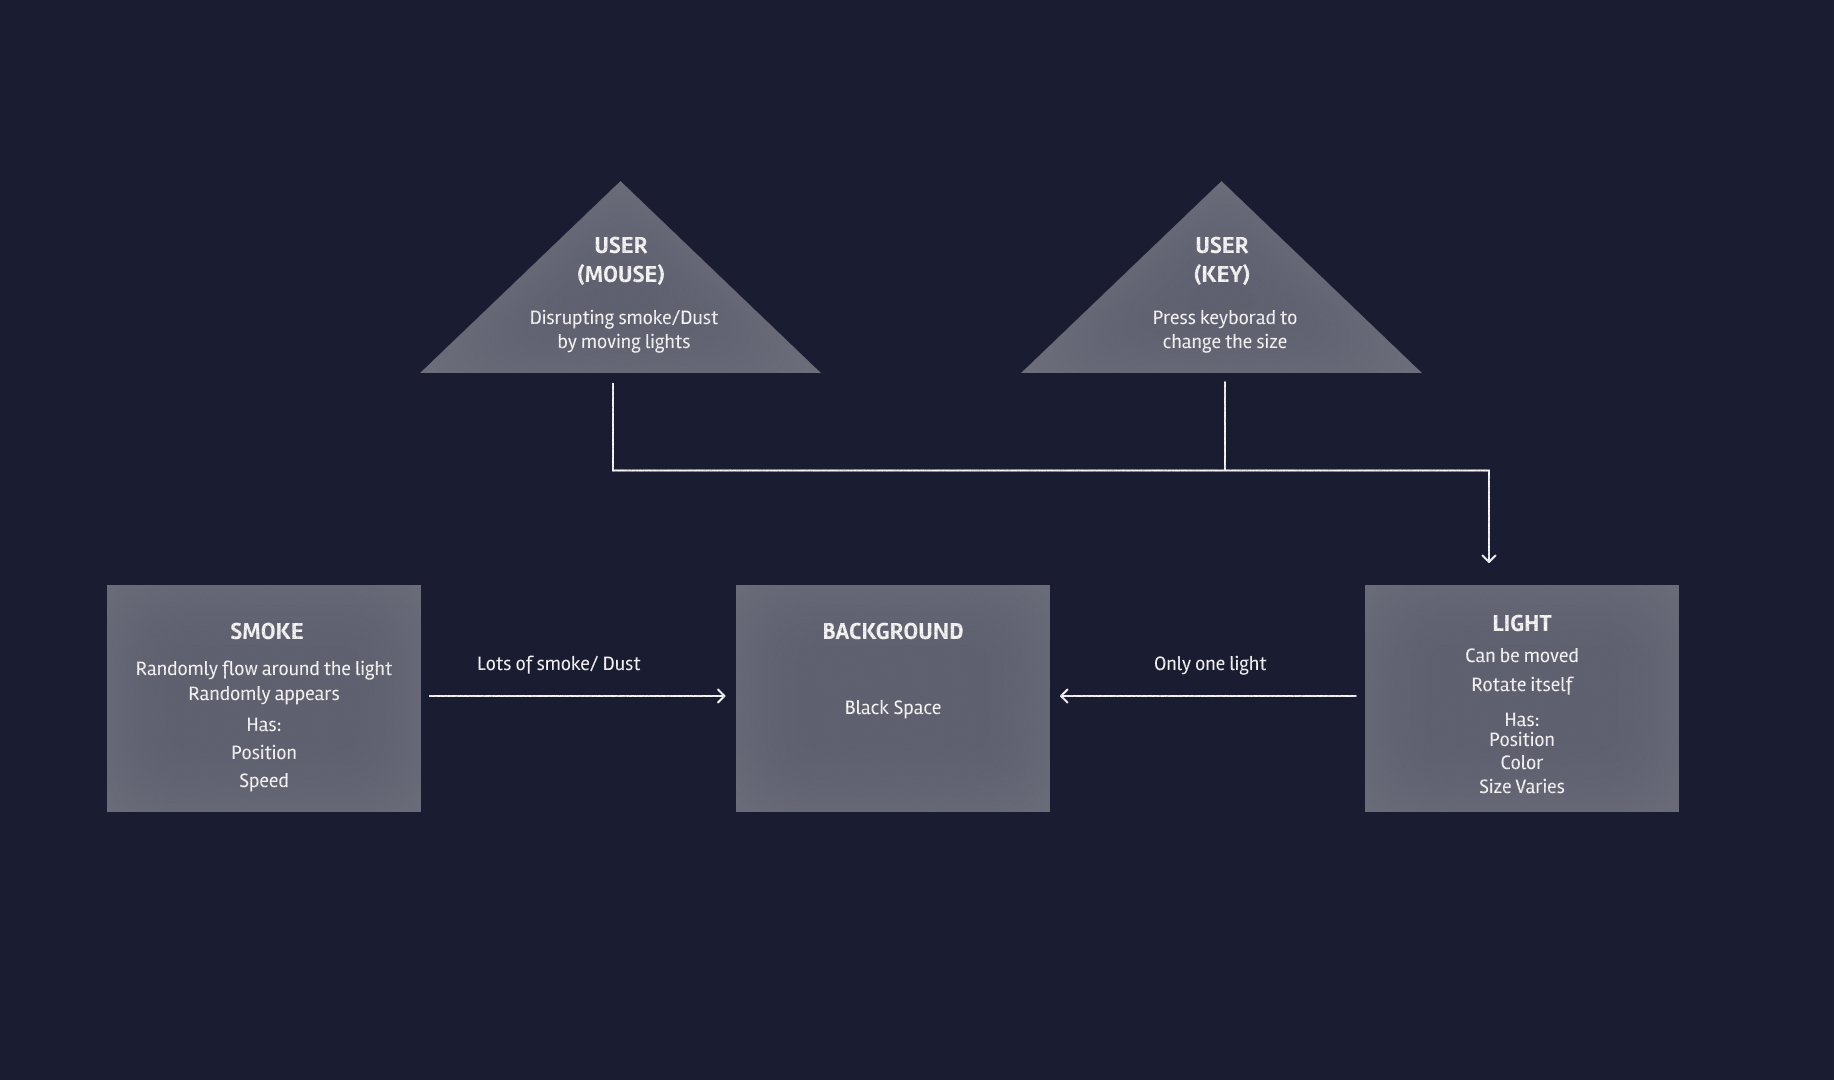 USER
(MOUSE)
Disrupting smoke/Dust
by moving lights
USER
(KEY)
Press keyborad to
change the size
SMOKE
Randomly flow around the light
Randomly appears
Has:
Position
Speed
Lots of smoke/ Dust
BACKGROUND
Black Space
Only one light
LIGHT
Can be moved
Rotate itself
Has:
Position
Color
Size Varies